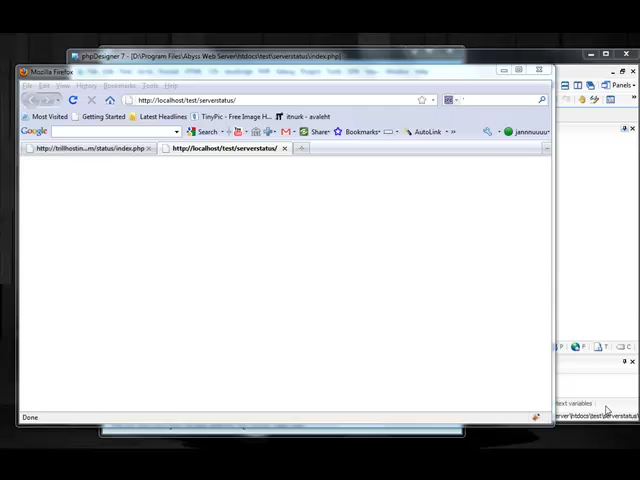 phpDesigner 7 - [D:\Program Files\Abyss Web Server\htdocs\test\serverstatus\index.php]
Mozilla Firefox
File Edit View History Bookmarks Tools Help
Panels
http://localhost/test/serverstatus/
Most Visited Getting Started Latest Headlines TinyPic - Free Image H itnurk - avaleht
Google Search Share Bookmarks AutoLink jannnuuuu
http://trillhostin...m/status/index.php http://localhost/test/serverstatus/
P F T C
text variables
Done